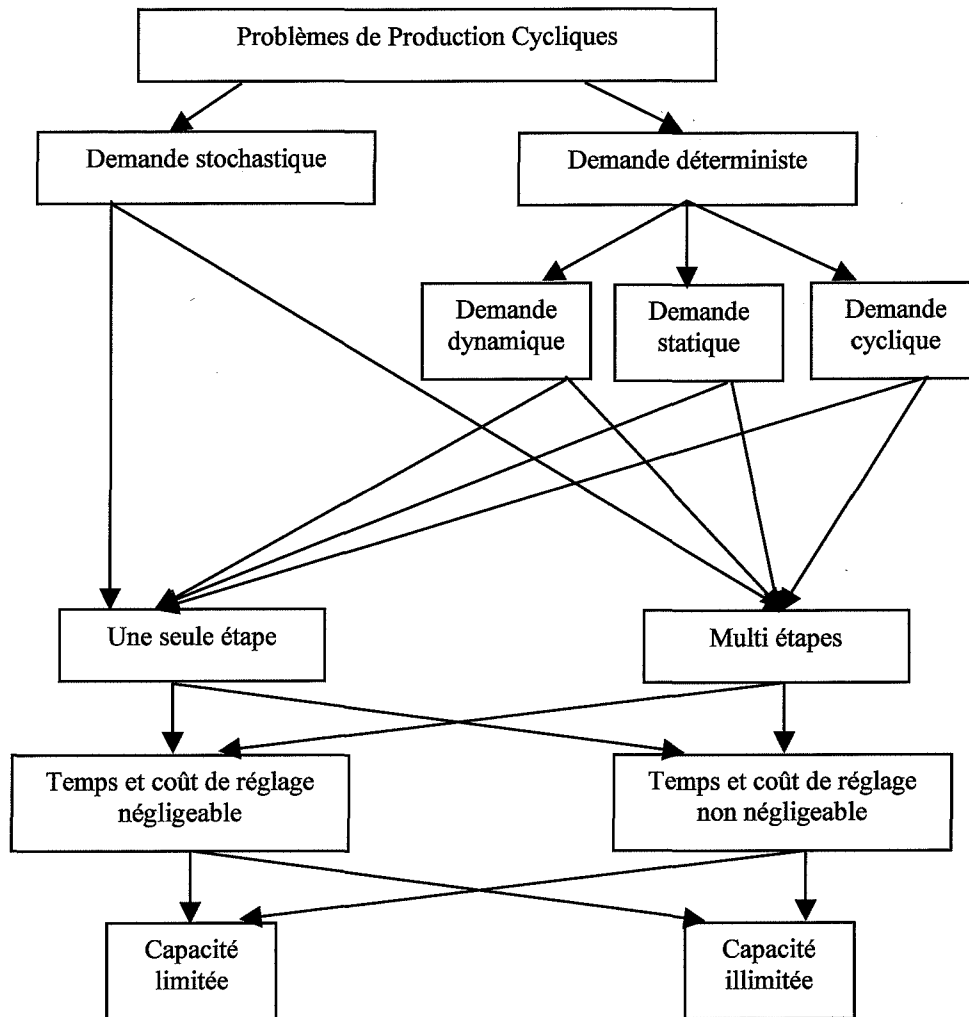 Problèmes de Production Cycliques
Demande stochastique
Demande déterministe
Demande
dynamique
Demande
statique
Demande
cyclique
Une seule étape
Multi étapes
Temps et coût de réglage
négligeable
Temps et coût de réglage
non négligeable
Capacité
limitée
Capacité
illimitée